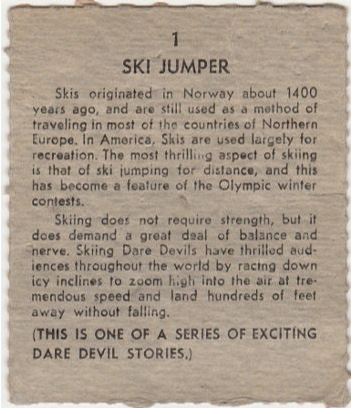 1
SKI JUMPER
Skis originated in Norway about 1400
years ago, and are still used as a method of
traveling in most of the countries of Northern
Europe. In America, Skis are used largely for
recreation. The most thrilling aspect of skiing
is that of ski jumping for distance, and this
has become a feature of the Olympic winter
contests.
Skiing does not require strength, but it
does demand a great deal of balance and
nerve. Skiing Dare Devils have thrilled aud-
iences throughout the world by racing down
icy inclines to zoom high into the air at tre-
mendous speed and land hundreds of feet
away without falling.
(THIS IS ONE OF A SERIES OF EXCITING
DARE DEVIL STORIES.)